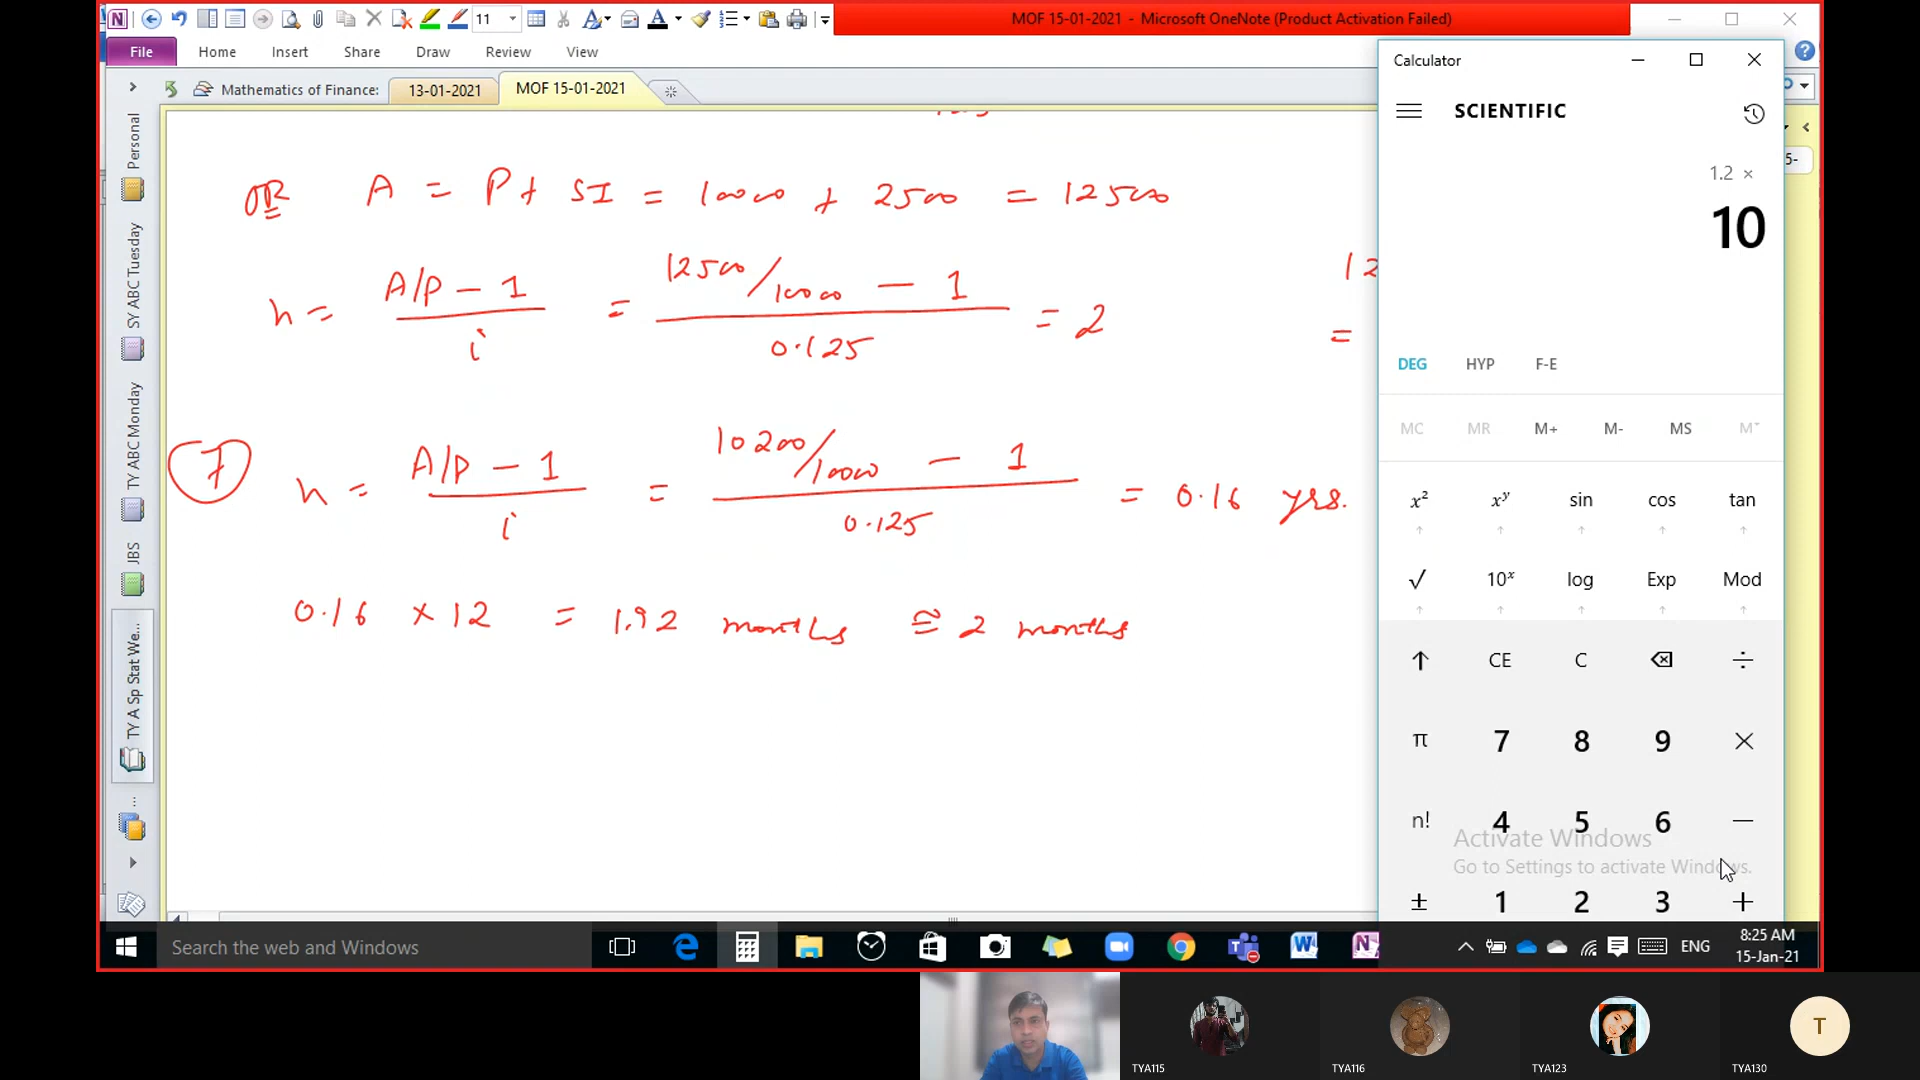 11
MOF 15-01-2021 - Microsoft OneNote (Product Activation Failed)
File Home Insert Share Draw Review View
Mathematics of Finance: 13-01-2021 MOF 15-01-2021
Personal
SY ABC Tuesday
TY ABC Monday
JBS
TY A Sp Stat We...
OR A = P + SI = 10000 + 2500 = 12500
n = A/P - 1 / i = 12500/10000 - 1 / 0.125 = 2
12
=
7 n = A/P - 1 / i = 10200/10000 - 1 / 0.125 = 0.16 yrs.
0.16 × 12 = 1.92 months ≅ 2 months
5-
Calculator
SCIENTIFIC
1.2 ×
10
DEG HYP F-E
MC MR M+ M- MS M˅
x² xʸ sin cos tan
√ 10ˣ log Exp Mod
↑ CE C ⌫ ÷
π 7 8 9 ×
n! 4 5 6 −
Activate Windows
Go to Settings to activate Windows.
± 1 2 3 +
Search the web and Windows
ENG
8:25 AM
15-Jan-21
T
TYA115 TYA116 TYA123 TYA130